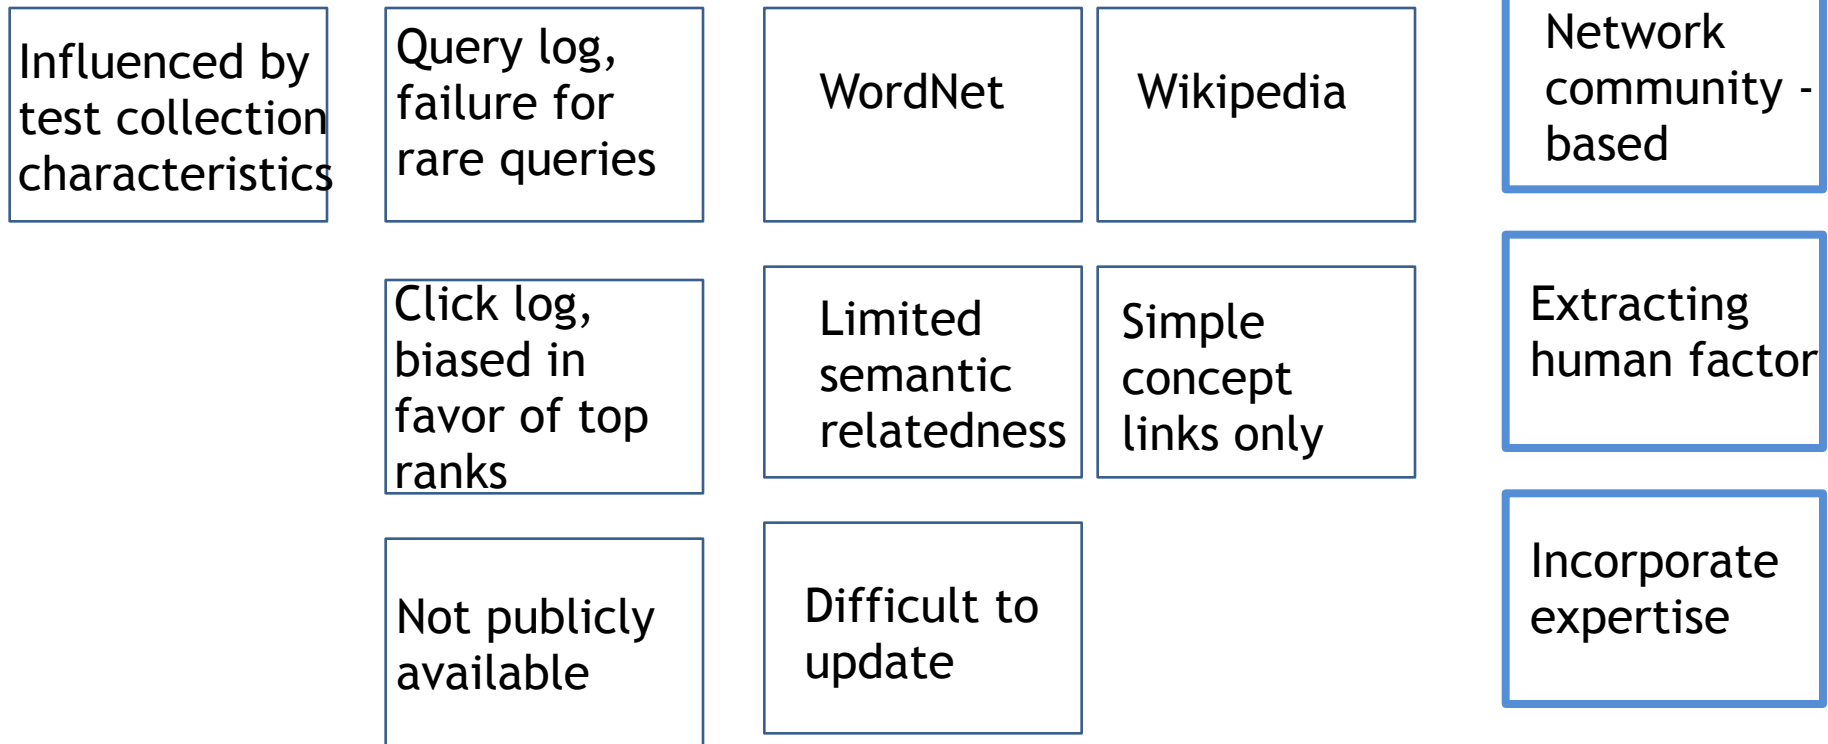 Influenced by
test collection
characteristics
Query log,
failure for
rare queries
WordNet
Wikipedia
Network
community -
based
Click log,
biased in
favor of top
ranks
Limited
semantic
relatedness
Simple
concept
links only
Extracting
human factor
Not publicly
available
Difficult to
update
Incorporate
expertise